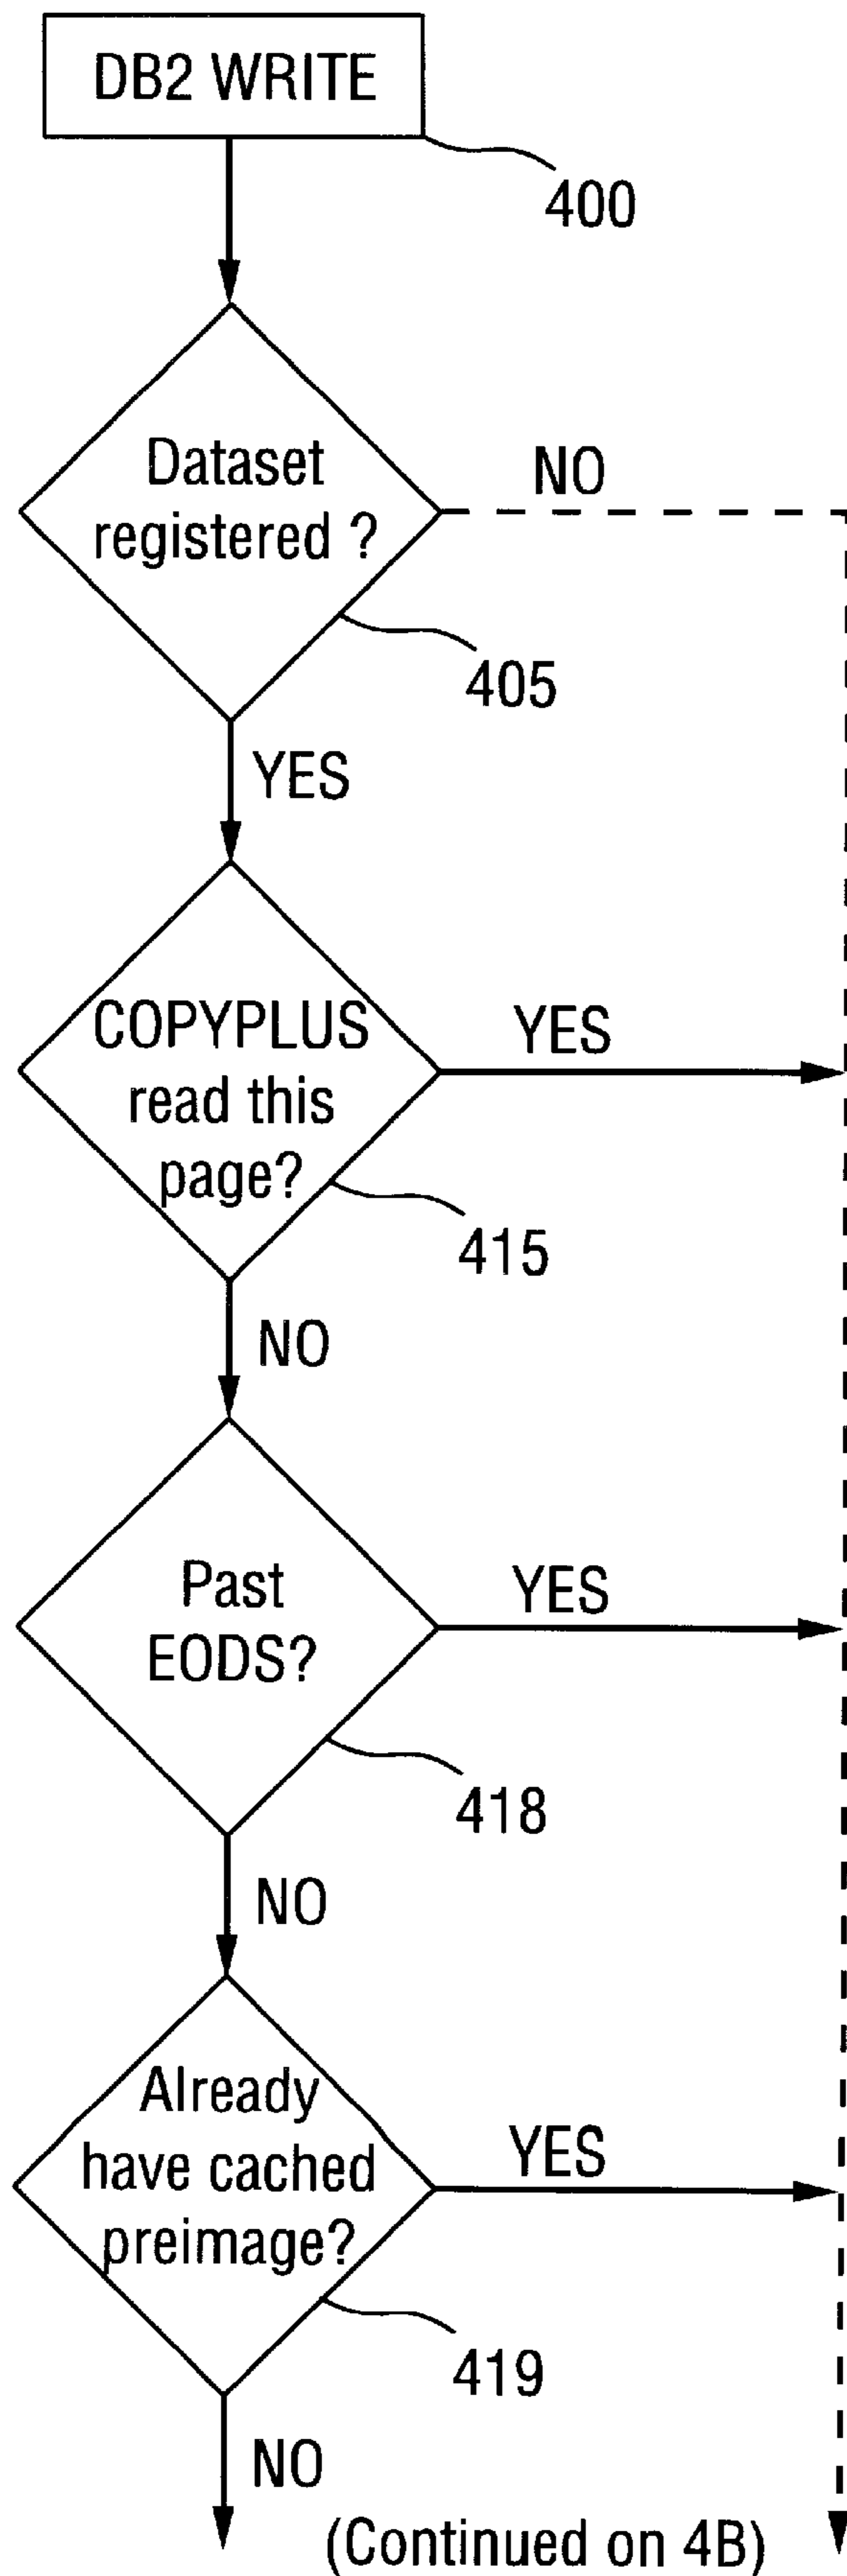 DB2 WRITE
400
Dataset
registered ?
NO
405
YES
COPYPLUS
read this
page?
YES
415
NO
Past
EODS?
YES
418
NO
Already
have cached
preimage?
YES
419
NO
(Continued on 4B)